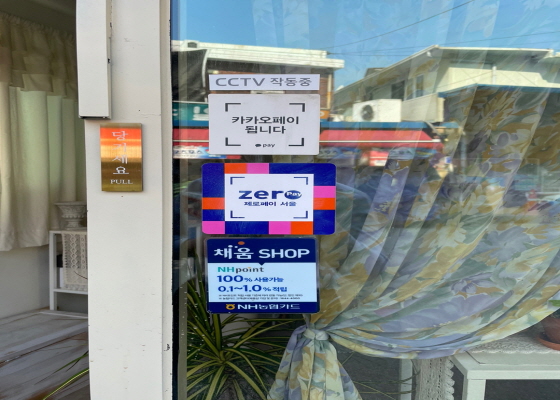 CCTV 작동중
카카오페이
됩니다
pay
당기세요
PULL
zero Pay
제로페이 서울
채움 SHOP
NHpoint
100% 사용가능
0.1~1.0% 적립
NH농협카드